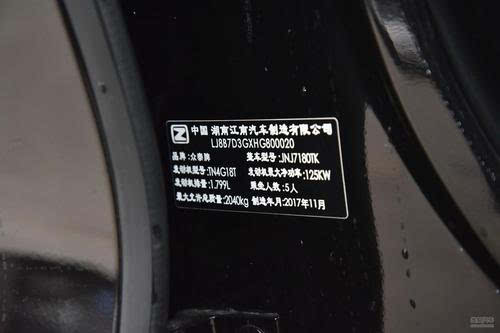 Z 中国 湖南江南汽车制造有限公司
LJ8B7D3GXHG800020
品牌:众泰牌 整车型号:JNJ7180TK
发动机型号:TN4G18T 发动机最大净功率:125KW
发动机排量:1.799L 乘坐人数:5人
最大允许总质量:2040kg 制造年月:2017年11月